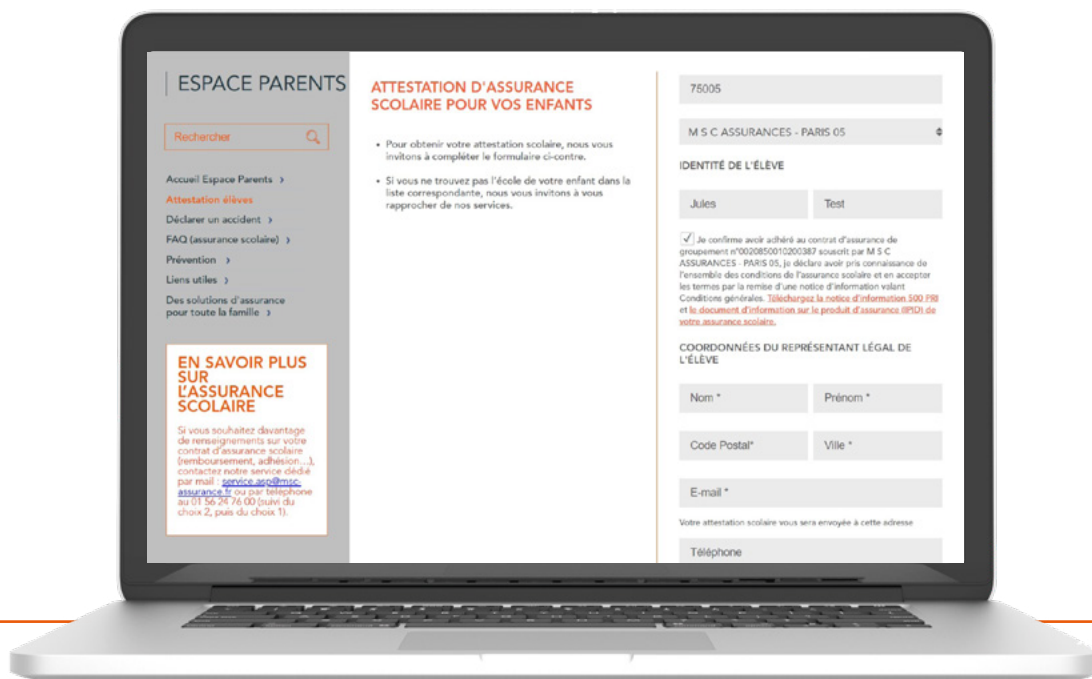 ESPACE PARENTS
Rechercher
Accueil Espace Parents >
Attestation élèves
Déclarer un accident >
FAQ (assurance scolaire) >
Prévention >
Liens utiles >
Des solutions d'assurance
pour toute la famille >
EN SAVOIR PLUS
SUR
L'ASSURANCE
SCOLAIRE
Si vous souhaitez davantage
de renseignements sur votre
contrat d'assurance scolaire
(remboursement, adhésion...),
contactez notre service dédié
par mail : service.asp@msc-
assurance.fr ou par téléphone
au 01 56 24 76 00 (suivi du
choix 2, puis du choix 1).
ATTESTATION D'ASSURANCE
SCOLAIRE POUR VOS ENFANTS
• Pour obtenir votre attestation scolaire, nous vous
invitons à compléter le formulaire ci-contre.
• Si vous ne trouvez pas l'école de votre enfant dans la
liste correspondante, nous vous invitons à vous
rapprocher de nos services.
75005
M S C ASSURANCES - PARIS 05
IDENTITÉ DE L'ÉLÈVE
Jules Test
Je confirme avoir adhéré au contrat d'assurance de
groupement n°0020850010200387 souscrit par M S C
ASSURANCES - PARIS 05, je déclare avoir pris connaissance de
l'ensemble des conditions de l'assurance scolaire et en accepter
les termes par la remise d'une notice d'information valant
Conditions générales. Téléchargez la notice d'information 500 PRI
et le document d'information sur le produit d'assurance (IPID) de
votre assurance scolaire.
COORDONNÉES DU REPRÉSENTANT LÉGAL DE
L'ÉLÈVE
Nom * Prénom *
Code Postal* Ville *
E-mail *
Votre attestation scolaire vous sera envoyée à cette adresse
Téléphone